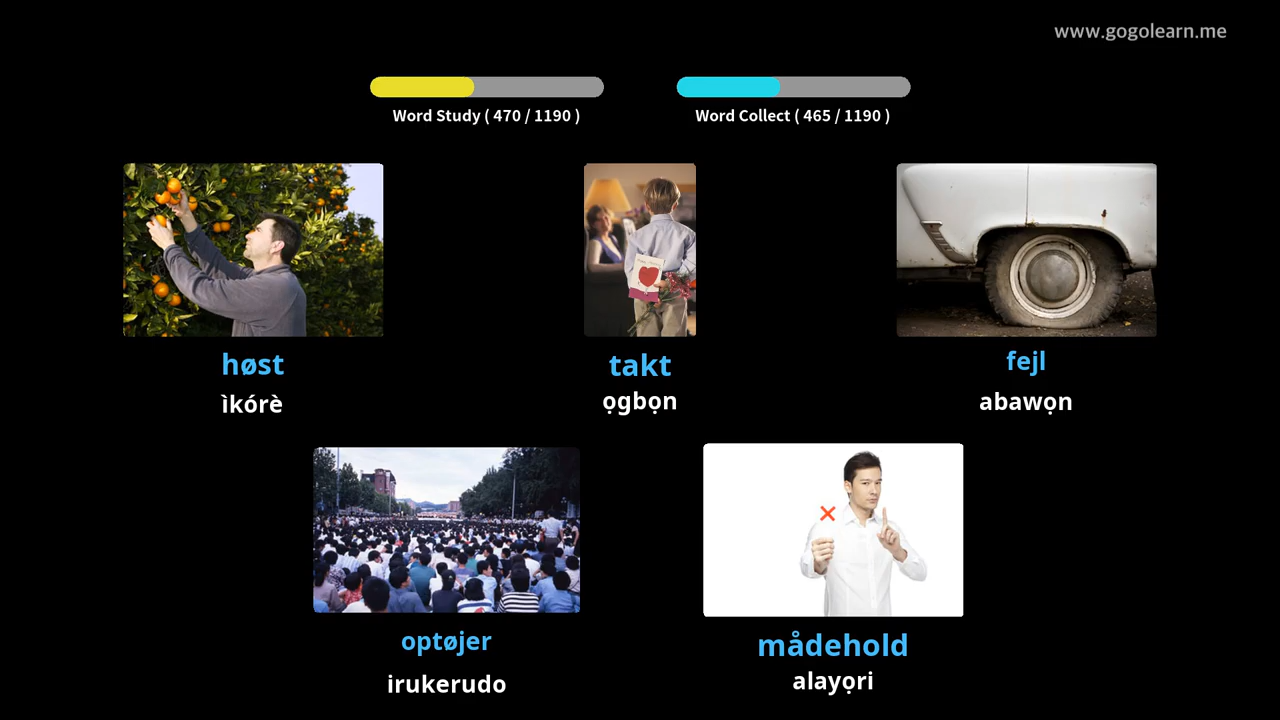 www.gogolearn.me
Word Study ( 470 / 1190 )
Word Collect ( 465 / 1190 )
høst
ìkórè
takt
ọgbọn
fejl
abawọn
optøjer
irukerudo
mådehold
alayọri